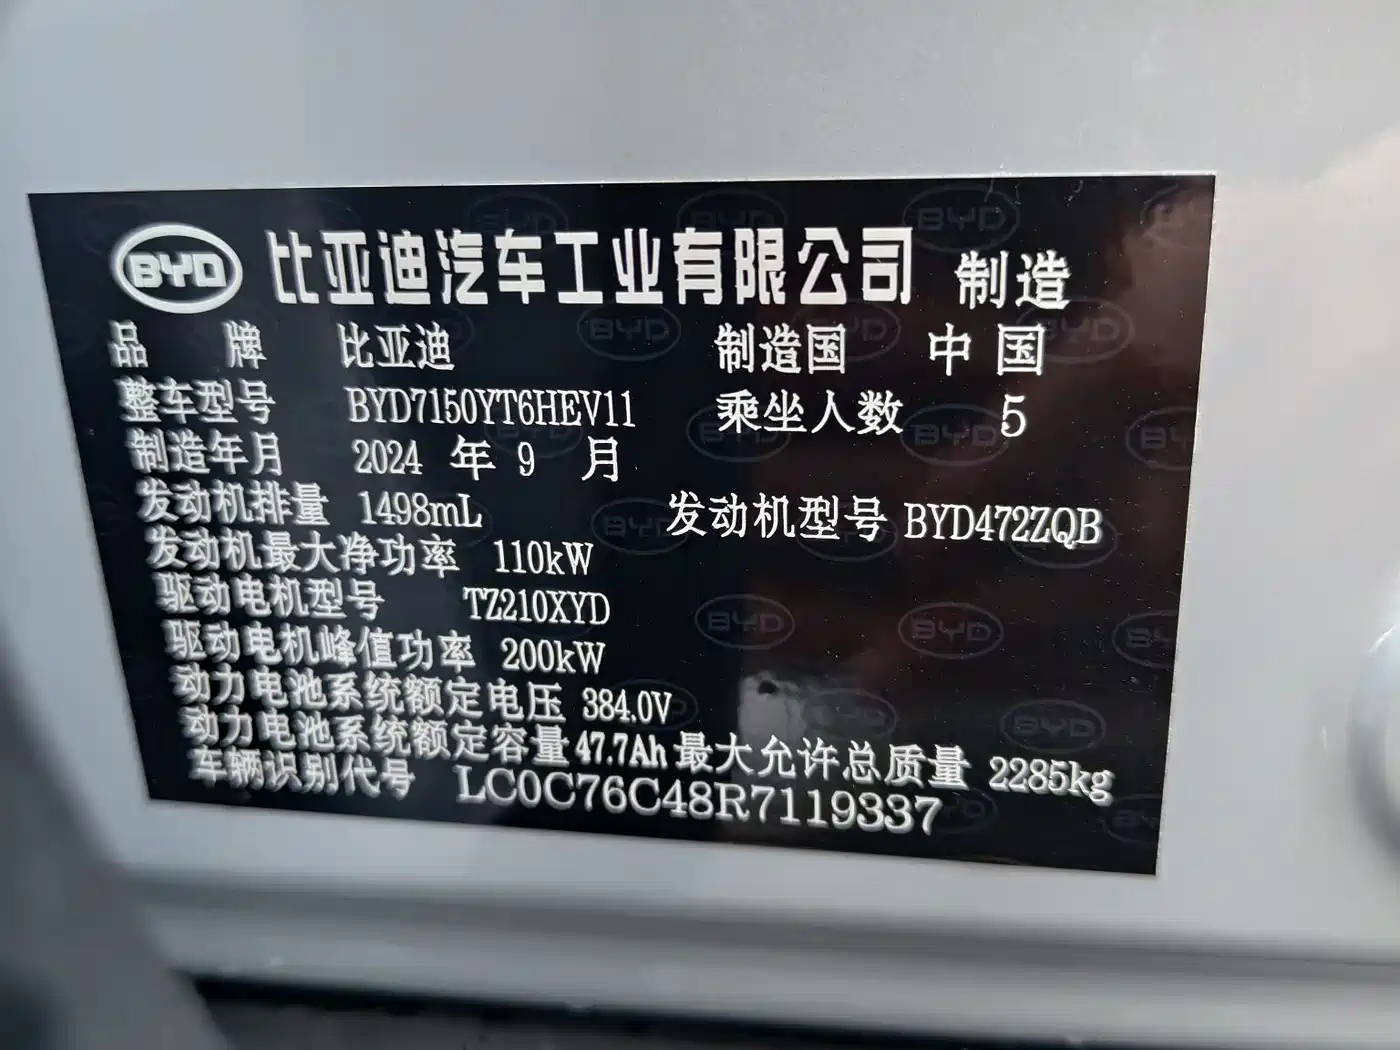 BYD 比亚迪汽车工业有限公司 制造
品牌 比亚迪 制造国 中国
整车型号 BYD7150YT6HEV11 乘坐人数 5
制造年月 2024 年 9 月
发动机排量 1498mL 发动机型号 BYD472ZQB
发动机最大净功率 110kW
驱动电机型号 TZ210XYD
驱动电机峰值功率 200kW
动力电池系统额定电压 384.0V
动力电池系统额定容量 47.7Ah 最大允许总质量 2285kg
车辆识别代号 LC0C76C48R7119337